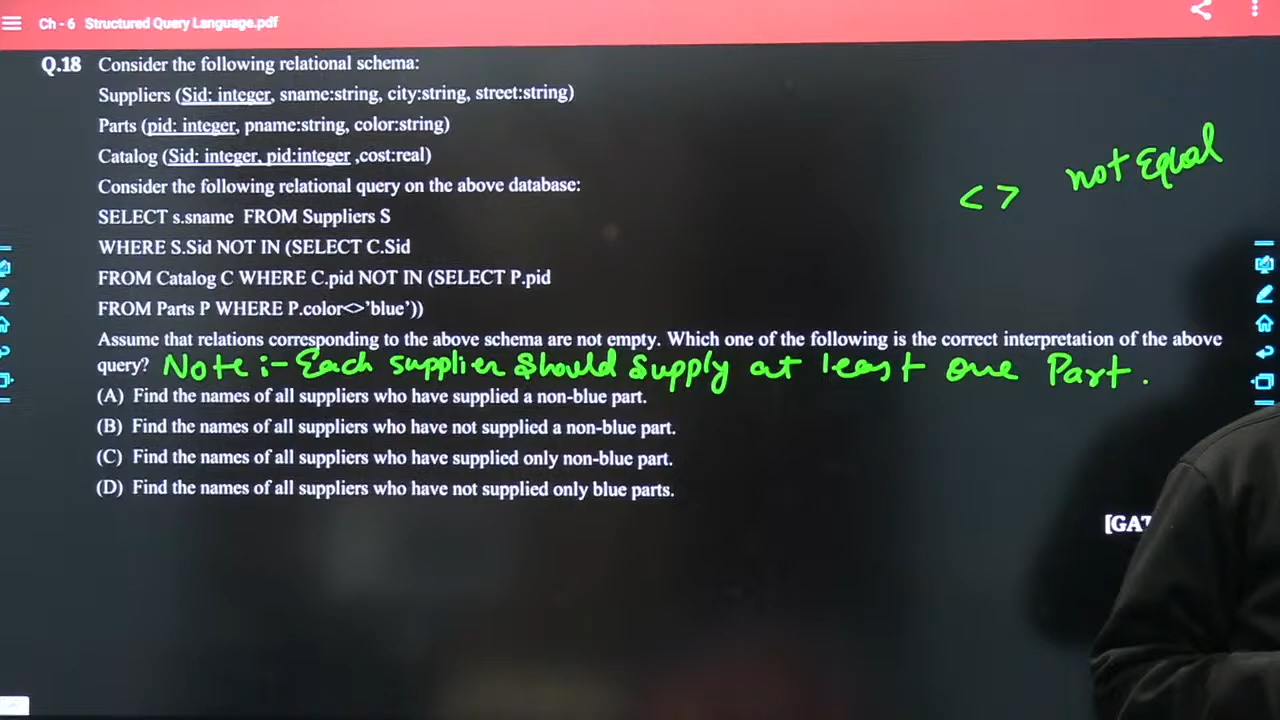 Ch - 6 Structured Query Language.pdf
Q.18 Consider the following relational schema:
Suppliers (Sid: integer, sname:string, city:string, street:string)
Parts (pid: integer, pname:string, color:string)
Catalog (Sid: integer, pid:integer ,cost:real)
Consider the following relational query on the above database:
<> not Equal
SELECT s.sname FROM Suppliers S
WHERE S.Sid NOT IN (SELECT C.Sid
FROM Catalog C WHERE C.pid NOT IN (SELECT P.pid
FROM Parts P WHERE P.color<>'blue'))
Assume that relations corresponding to the above schema are not empty. Which one of the following is the correct interpretation of the above
query? Note :- Each supplier should supply at least one Part .
(A) Find the names of all suppliers who have supplied a non-blue part.
(B) Find the names of all suppliers who have not supplied a non-blue part.
(C) Find the names of all suppliers who have supplied only non-blue part.
(D) Find the names of all suppliers who have not supplied only blue parts.